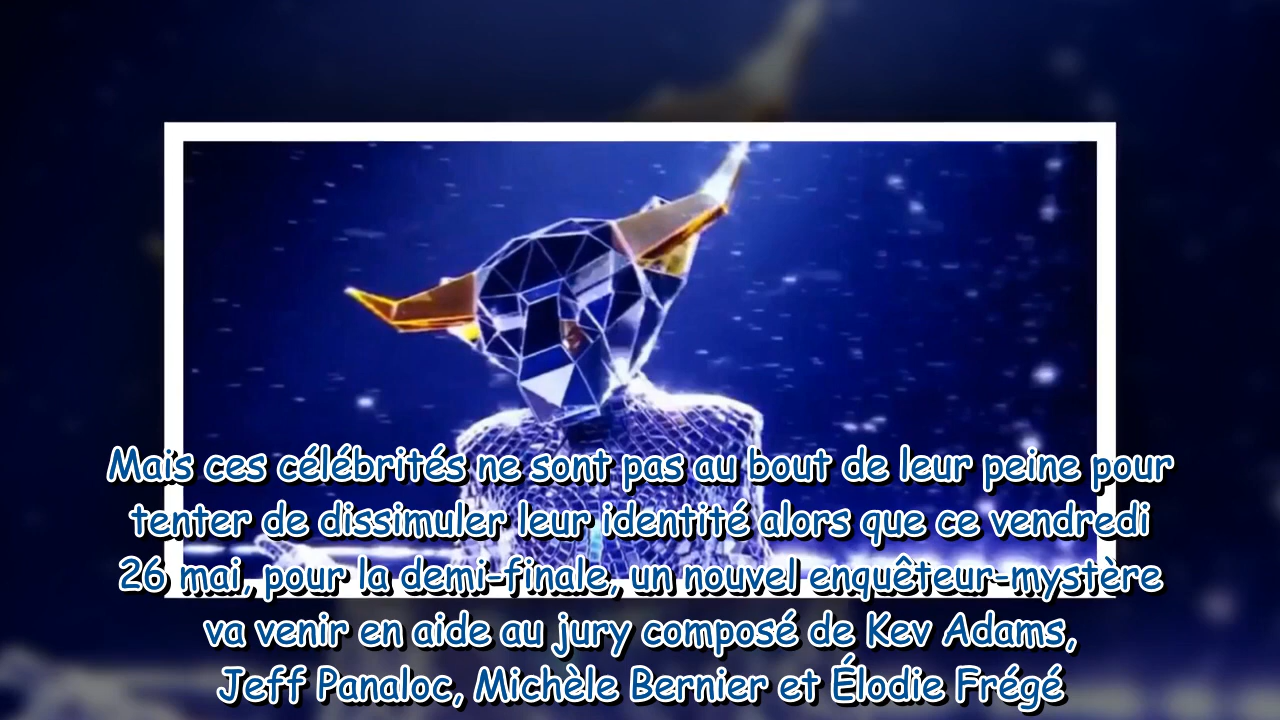 Mais ces célébrités ne sont pas au bout de leur peine pour
tenter de dissimuler leur identité alors que ce vendredi
26 mai, pour la demi-finale, un nouvel enquêteur-mystère
va venir en aide au jury composé de Kev Adams,
Jeff Panaloc, Michèle Bernier et Élodie Frégé